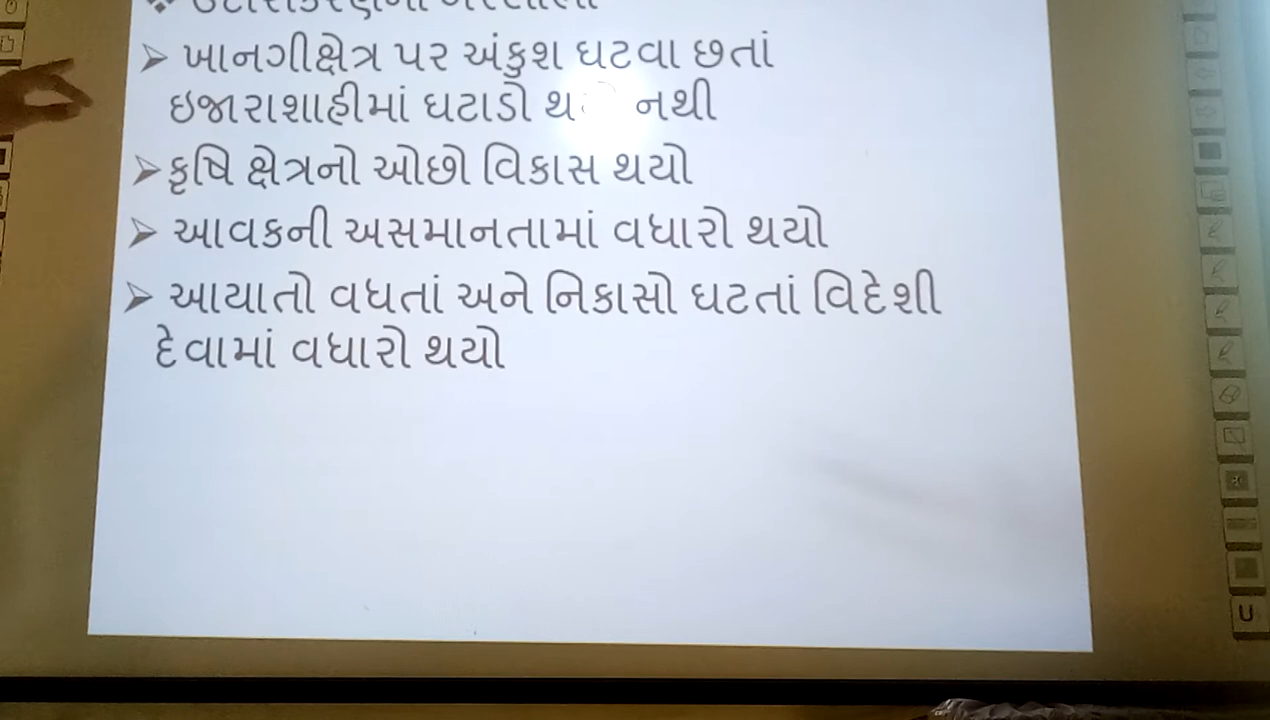 ➢ ખાનગીક્ષેત્ર પર અંકુશ ઘટવા છતાં
ઇજારાશાહીમાં ઘટાડો નથી
➢ કૃષિ ક્ષેત્રનો ઓછો વિકાસ થયો
➢ આવકની અસમાનતામાં વધારો થયો
➢ આયાતો વધતાં અને નિકાસો ઘટતાં વિદેશી
દેવામાં વધારો થયો